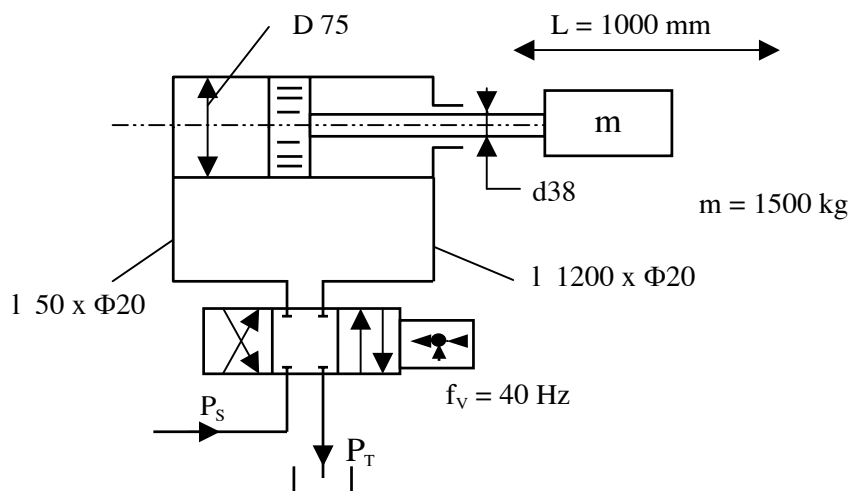 D 75
L = 1000 mm
m
d38
m = 1500 kg
l 50 x Φ20
l 1200 x Φ20
f_V = 40 Hz
P_S
P_T